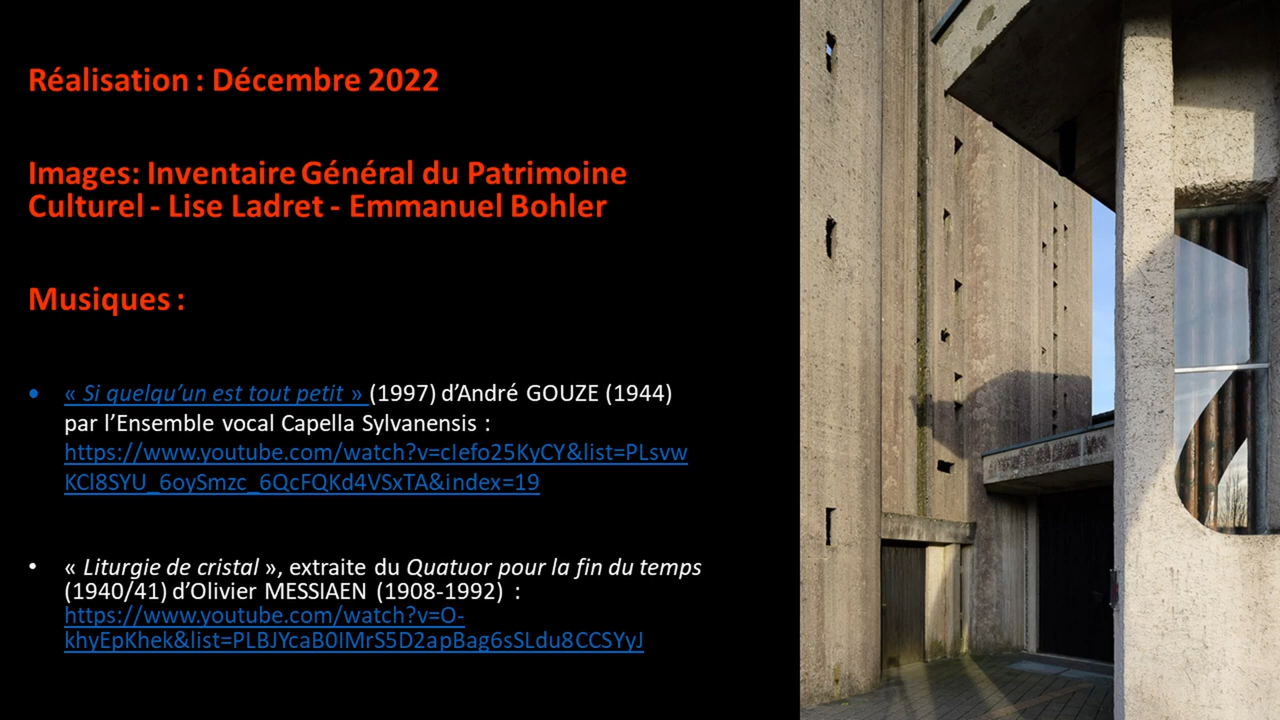 Réalisation : Décembre 2022
Images: Inventaire Général du Patrimoine
Culturel - Lise Ladret - Emmanuel Bohler
Musiques :
• « Si quelqu’un est tout petit » (1997) d’André GOUZE (1944)
par l’Ensemble vocal Capella Sylvanensis :
https://www.youtube.com/watch?v=cIefo25KyCY&list=PLsvw
KCl8SYU_6oySmzc_6QcFQKd4VSxTA&index=19
• « Liturgie de cristal », extraite du Quatuor pour la fin du temps
(1940/41) d’Olivier MESSIAEN (1908-1992) :
https://www.youtube.com/watch?v=O-
khyEpKhek&list=PLBJYcaB0IMrS5D2apBag6sSLdu8CCSYyJ